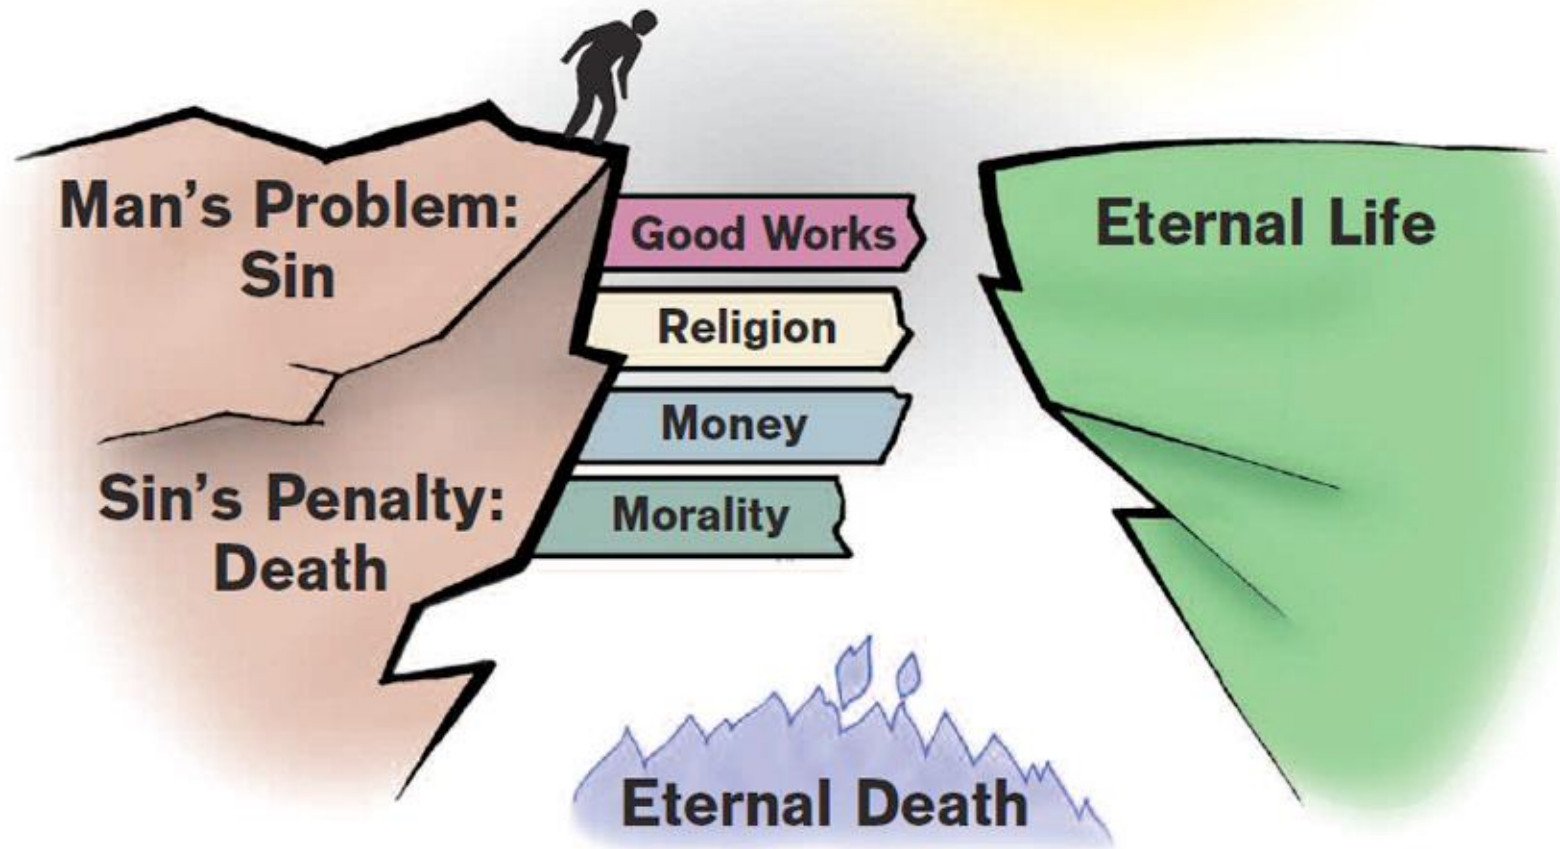 Man's Problem:
Sin
Good Works
Eternal Life
Religion
Money
Sin's Penalty:
Death
Morality
Eternal Death